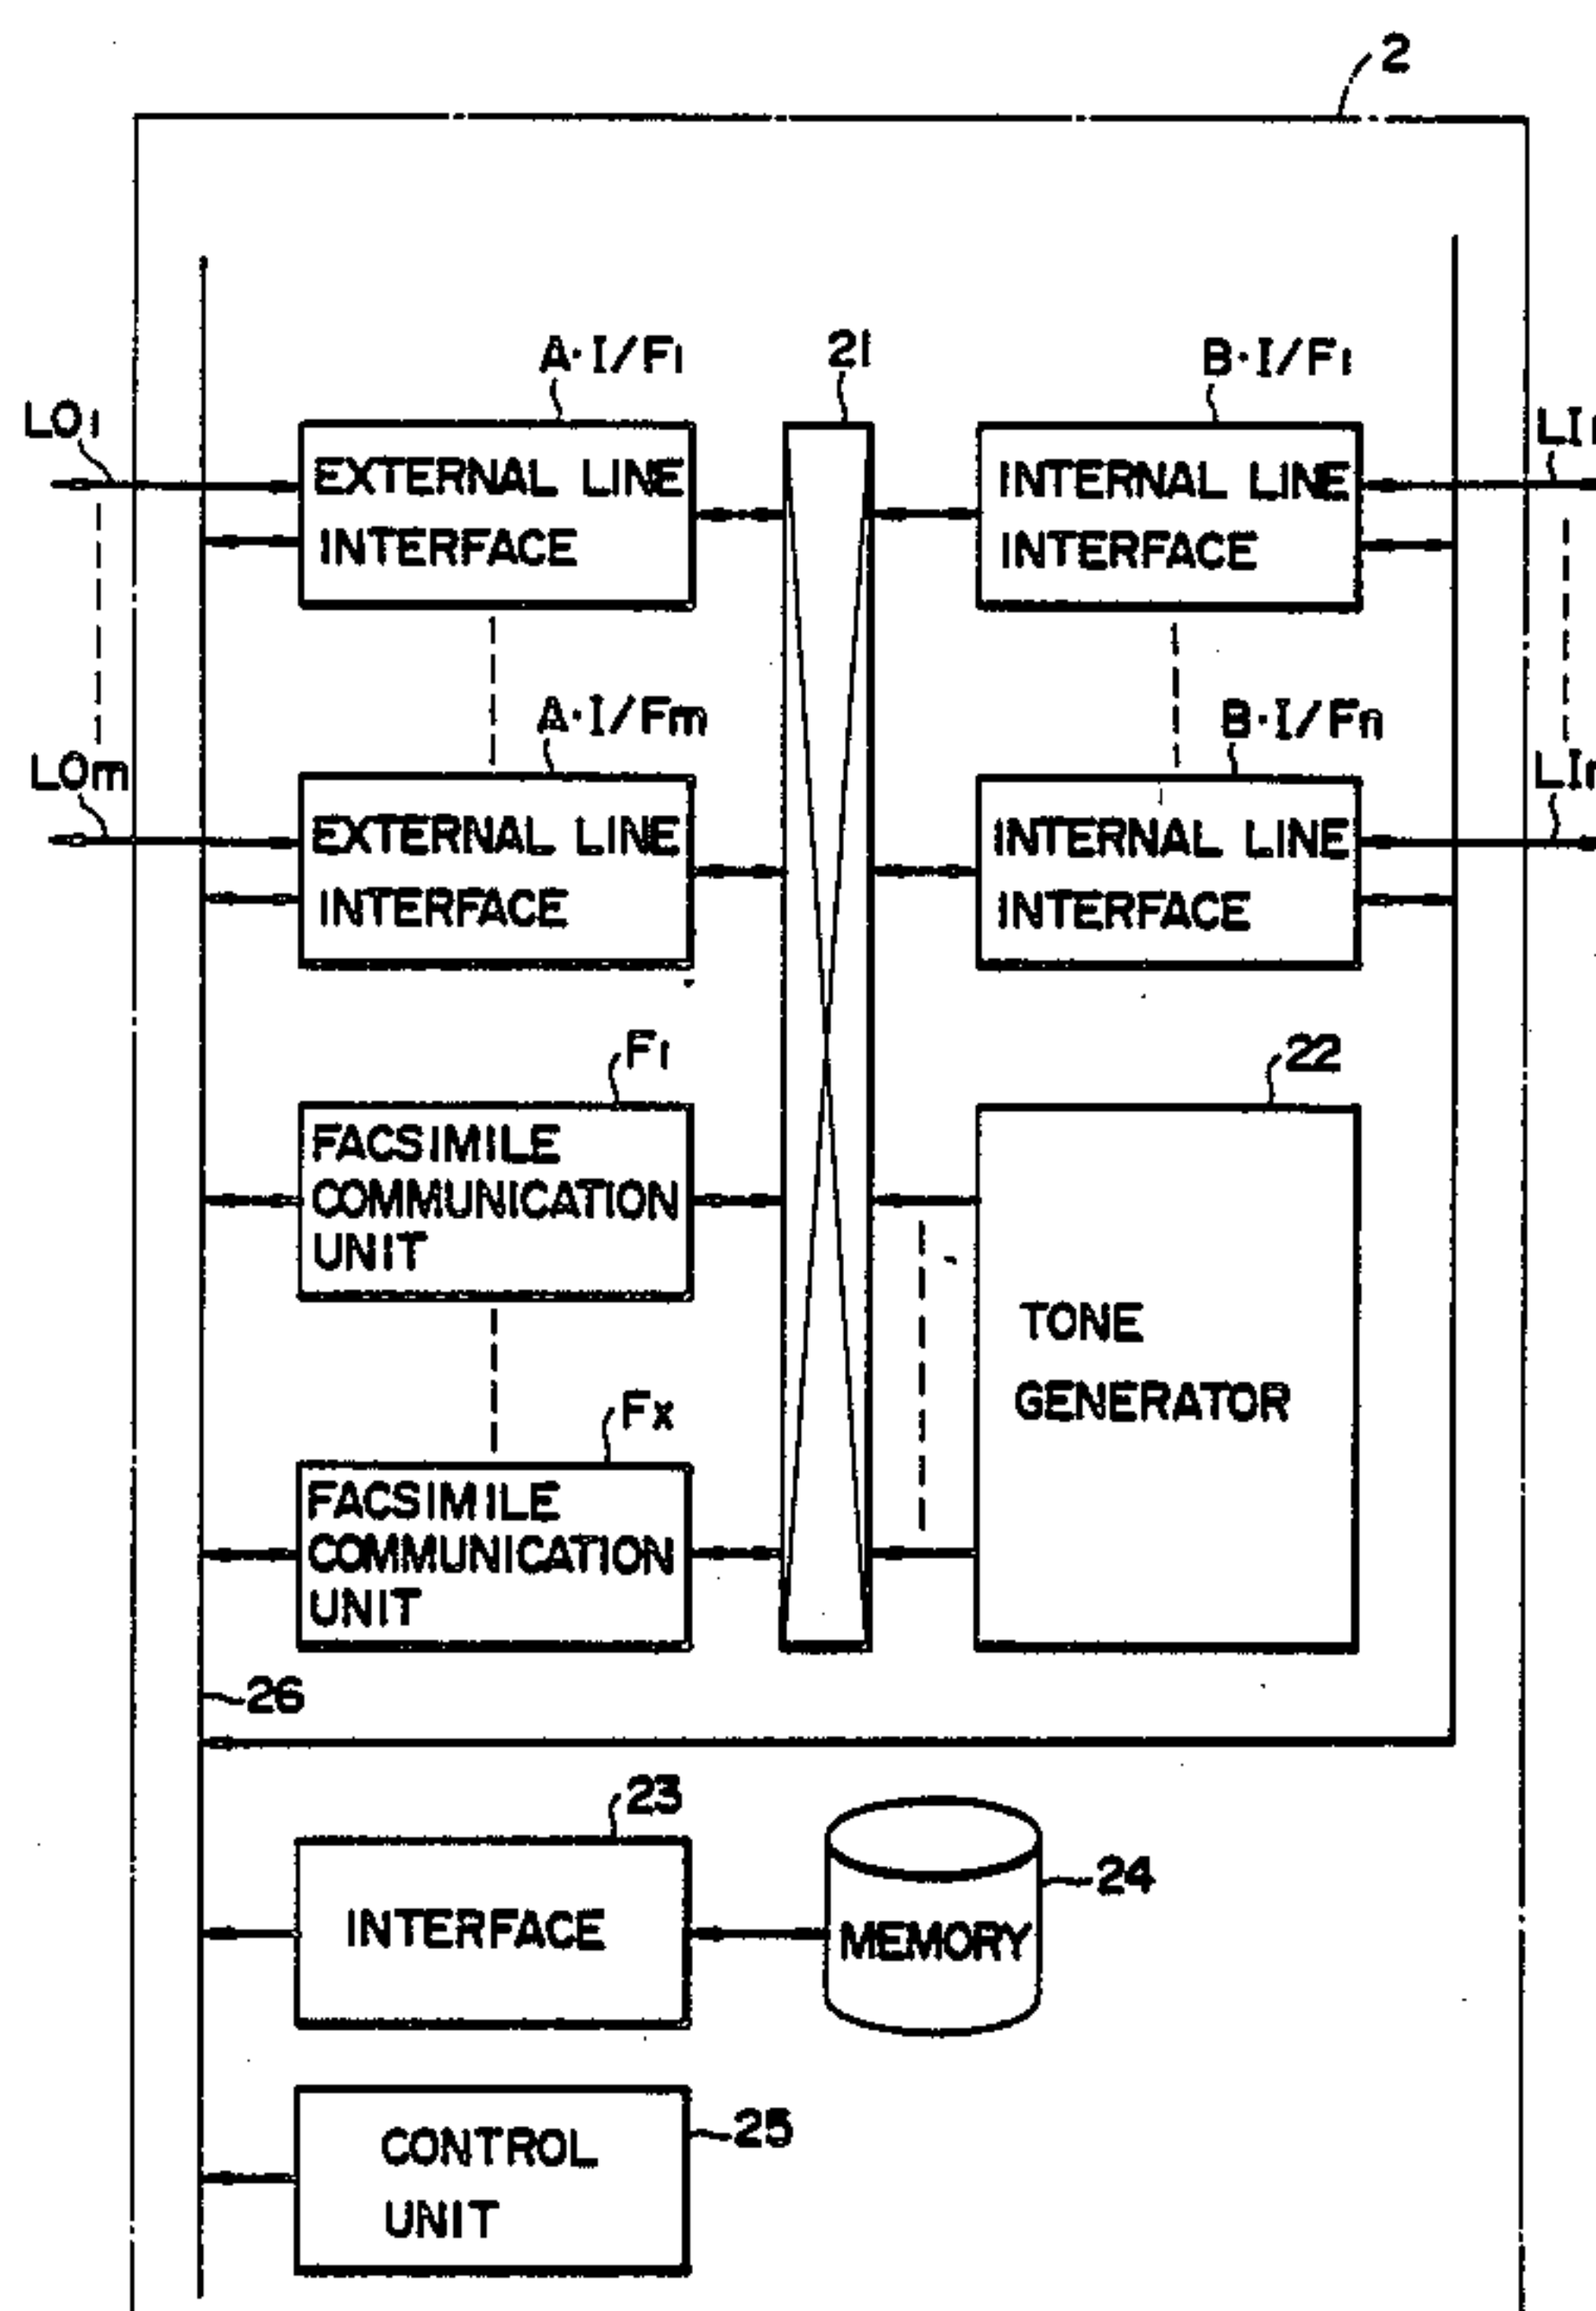 2
A·I/F1
21
B·I/F1
LO1
EXTERNAL LINE
INTERFACE
INTERNAL LINE
INTERFACE
A·I/Fm
B·I/Fn
LOm
EXTERNAL LINE
INTERFACE
INTERNAL LINE
INTERFACE
F1
22
FACSIMILE
COMMUNICATION
UNIT
TONE
GENERATOR
Fx
FACSIMILE
COMMUNICATION
UNIT
26
23
INTERFACE
24
MEMORY
25
CONTROL
UNIT